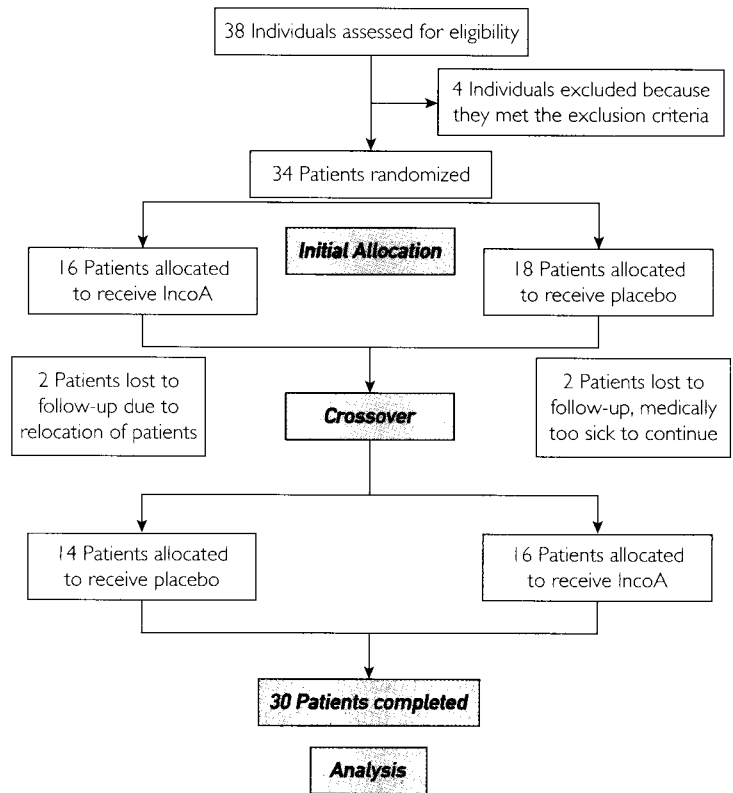 38 Individuals assessed for eligibility
4 Individuals excluded because
they met the exclusion criteria
34 Patients randomized
Initial Allocation
16 Patients allocated
to receive IncoA
18 Patients allocated
to receive placebo
2 Patients lost to
follow-up due to
relocation of patients
Crossover
2 Patients lost to
follow-up, medically
too sick to continue
14 Patients allocated
to receive placebo
16 Patients allocated
to receive IncoA
30 Patients completed
Analysis